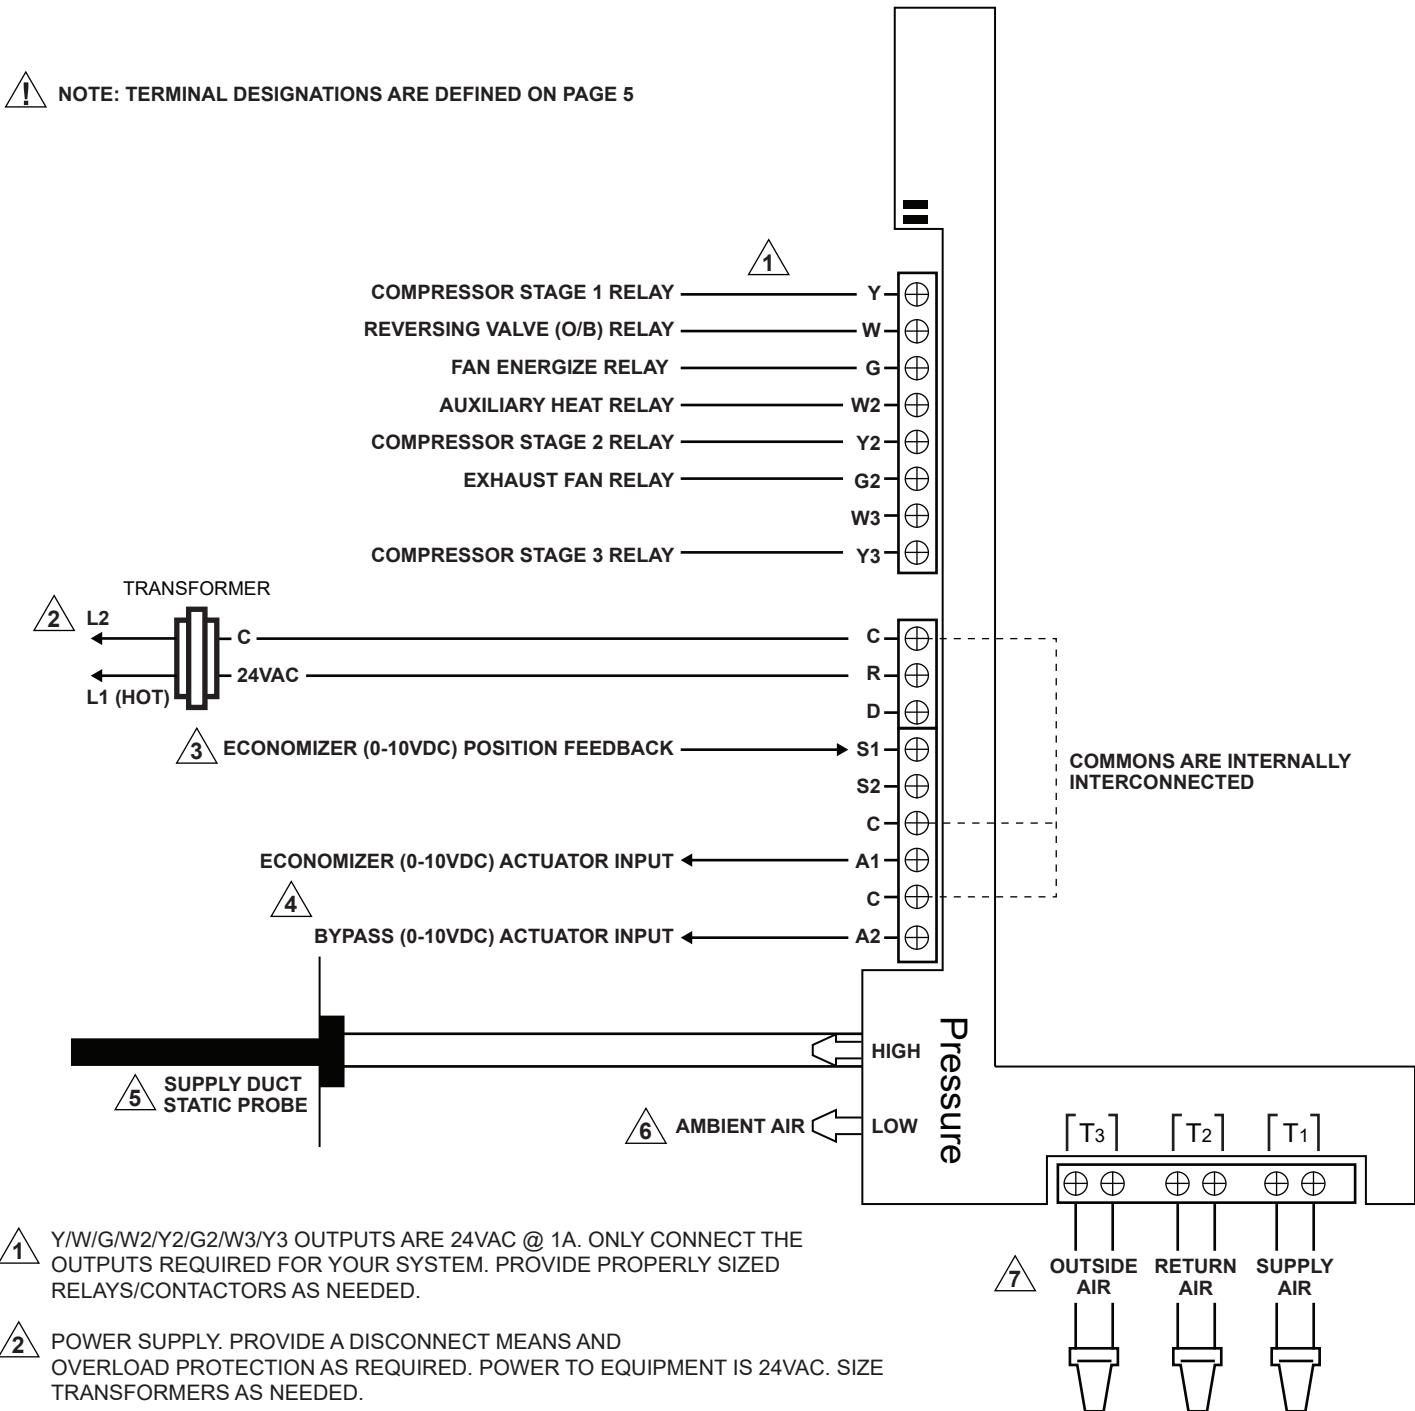 ! NOTE: TERMINAL DESIGNATIONS ARE DEFINED ON PAGE 5
1
COMPRESSOR STAGE 1 RELAY Y
REVERSING VALVE (O/B) RELAY W
FAN ENERGIZE RELAY G
AUXILIARY HEAT RELAY W2
COMPRESSOR STAGE 2 RELAY Y2
EXHAUST FAN RELAY G2
W3
COMPRESSOR STAGE 3 RELAY Y3
TRANSFORMER
2 L2 C C
L1 (HOT) 24VAC R
D
3 ECONOMIZER (0-10VDC) POSITION FEEDBACK S1
COMMONS ARE INTERNALLY
INTERCONNECTED
S2
C
ECONOMIZER (0-10VDC) ACTUATOR INPUT A1
4
C
BYPASS (0-10VDC) ACTUATOR INPUT A2
Pressure
HIGH
5 SUPPLY DUCT
STATIC PROBE
6 AMBIENT AIR LOW
T3 T2 T1
7 OUTSIDE
AIR
RETURN
AIR
SUPPLY
AIR
1 Y/W/G/W2/Y2/G2/W3/Y3 OUTPUTS ARE 24VAC @ 1A. ONLY CONNECT THE
OUTPUTS REQUIRED FOR YOUR SYSTEM. PROVIDE PROPERLY SIZED
RELAYS/CONTACTORS AS NEEDED.
2 POWER SUPPLY. PROVIDE A DISCONNECT MEANS AND
OVERLOAD PROTECTION AS REQUIRED. POWER TO EQUIPMENT IS 24VAC. SIZE
TRANSFORMERS AS NEEDED.